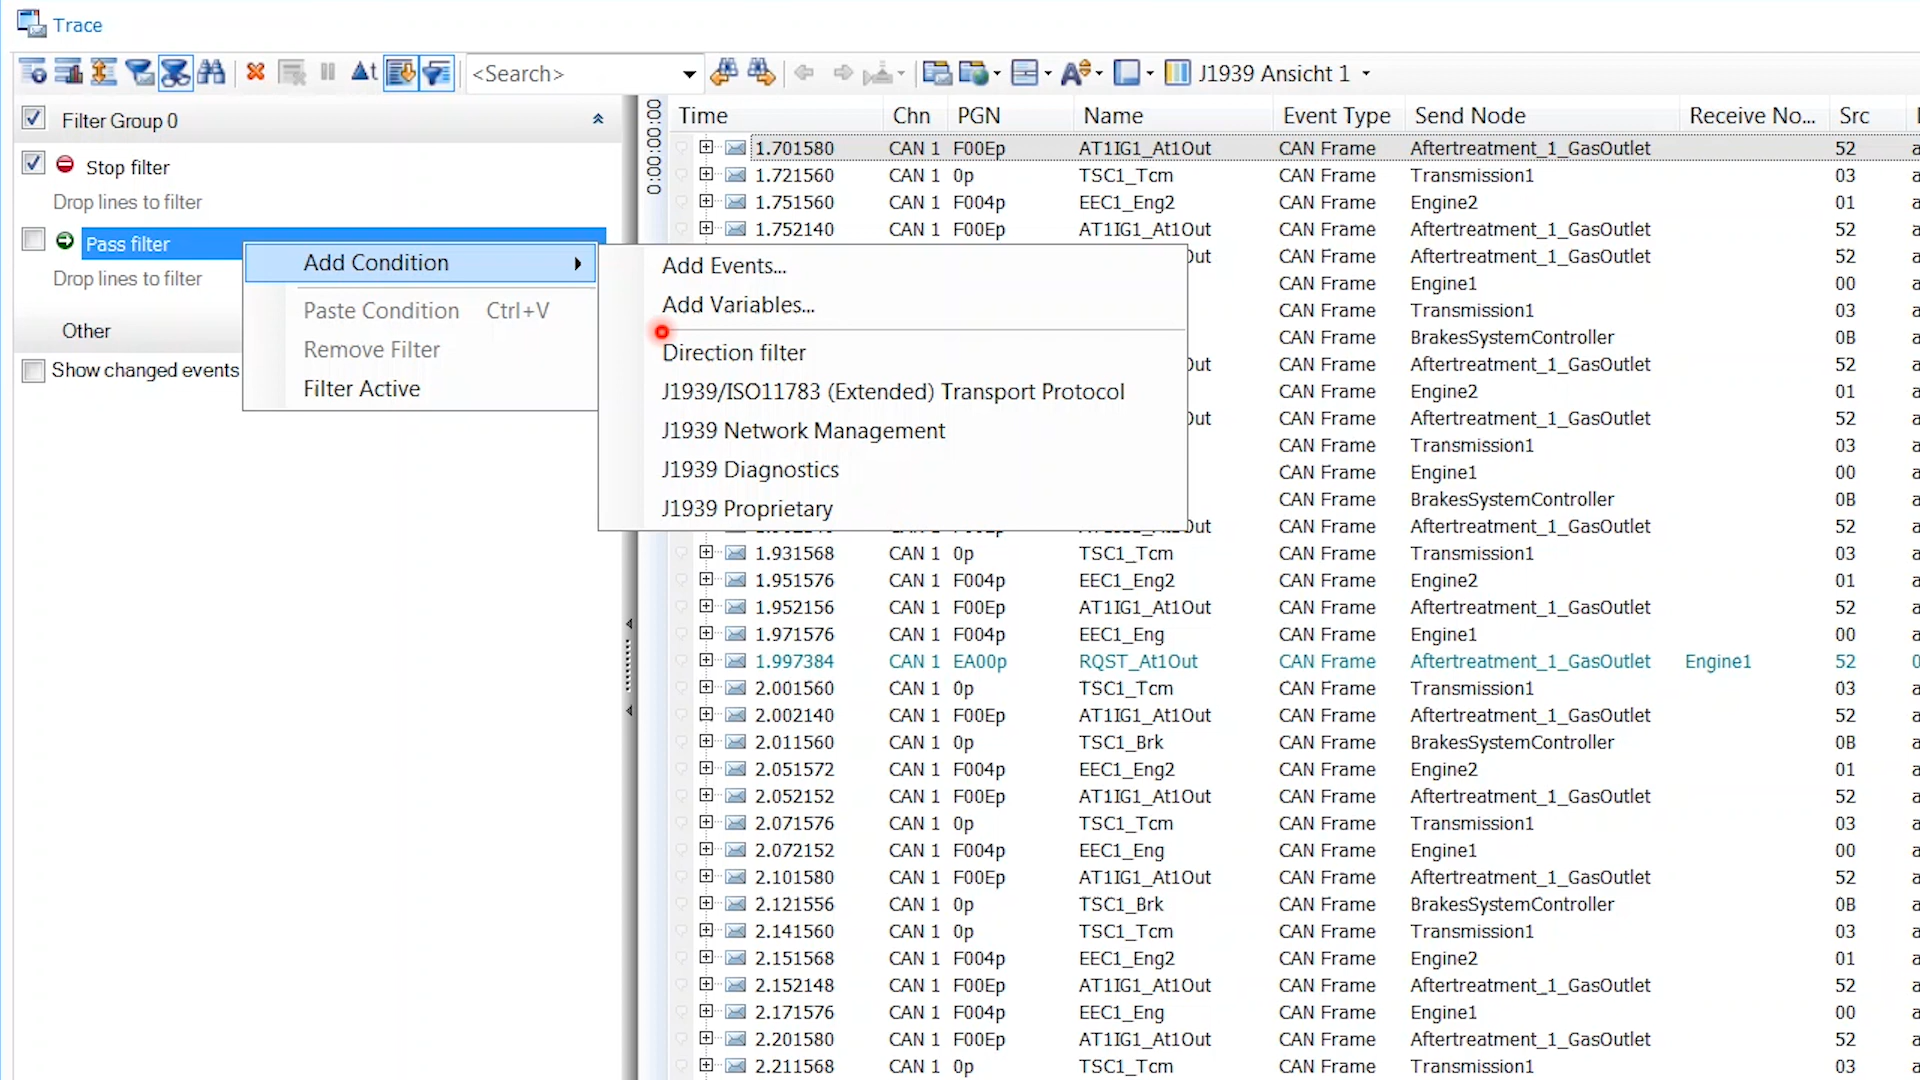 Trace
Δt <Search> J1939 Ansicht 1
Filter Group 0
Stop filter
Drop lines to filter
Pass filter
Drop lines to filter
Other
Show changed events
Add Condition
Paste Condition Ctrl+V
Remove Filter
Filter Active
Add Events...
Add Variables...
Direction filter
J1939/ISO11783 (Extended) Transport Protocol
J1939 Network Management
J1939 Diagnostics
J1939 Proprietary
0:00:00:00
Time Chn PGN Name Event Type Send Node Receive No... Src
1.701580 CAN 1 F00Ep AT1IG1_At1Out CAN Frame Aftertreatment_1_GasOutlet 52 a
1.721560 CAN 1 0p TSC1_Tcm CAN Frame Transmission1 03 a
1.751560 CAN 1 F004p EEC1_Eng2 CAN Frame Engine2 01 a
1.752140 CAN 1 F00Ep AT1IG1_At1Out CAN Frame Aftertreatment_1_GasOutlet 52 a
ut CAN Frame Aftertreatment_1_GasOutlet 52 a
CAN Frame Engine1 00 a
CAN Frame Transmission1 03 a
CAN Frame BrakesSystemController 0B a
ut CAN Frame Aftertreatment_1_GasOutlet 52 a
CAN Frame Engine2 01 a
ut CAN Frame Aftertreatment_1_GasOutlet 52 a
CAN Frame Transmission1 03 a
CAN Frame Engine1 00 a
CAN Frame BrakesSystemController 0B a
ut CAN Frame Aftertreatment_1_GasOutlet 52 a
1.931568 CAN 1 0p TSC1_Tcm CAN Frame Transmission1 03 a
1.951576 CAN 1 F004p EEC1_Eng2 CAN Frame Engine2 01 a
1.952156 CAN 1 F00Ep AT1IG1_At1Out CAN Frame Aftertreatment_1_GasOutlet 52 a
1.971576 CAN 1 F004p EEC1_Eng CAN Frame Engine1 00 a
1.997384 CAN 1 EA00p RQST_At1Out CAN Frame Aftertreatment_1_GasOutlet Engine1 52 0
2.001560 CAN 1 0p TSC1_Tcm CAN Frame Transmission1 03 a
2.002140 CAN 1 F00Ep AT1IG1_At1Out CAN Frame Aftertreatment_1_GasOutlet 52 a
2.011560 CAN 1 0p TSC1_Brk CAN Frame BrakesSystemController 0B a
2.051572 CAN 1 F004p EEC1_Eng2 CAN Frame Engine2 01 a
2.052152 CAN 1 F00Ep AT1IG1_At1Out CAN Frame Aftertreatment_1_GasOutlet 52 a
2.071576 CAN 1 0p TSC1_Tcm CAN Frame Transmission1 03 a
2.072152 CAN 1 F004p EEC1_Eng CAN Frame Engine1 00 a
2.101580 CAN 1 F00Ep AT1IG1_At1Out CAN Frame Aftertreatment_1_GasOutlet 52 a
2.121556 CAN 1 0p TSC1_Brk CAN Frame BrakesSystemController 0B a
2.141560 CAN 1 0p TSC1_Tcm CAN Frame Transmission1 03 a
2.151568 CAN 1 F004p EEC1_Eng2 CAN Frame Engine2 01 a
2.152148 CAN 1 F00Ep AT1IG1_At1Out CAN Frame Aftertreatment_1_GasOutlet 52 a
2.171576 CAN 1 F004p EEC1_Eng CAN Frame Engine1 00 a
2.201580 CAN 1 F00Ep AT1IG1_At1Out CAN Frame Aftertreatment_1_GasOutlet 52 a
2.211568 CAN 1 0p TSC1_Tcm CAN Frame Transmission1 03 a